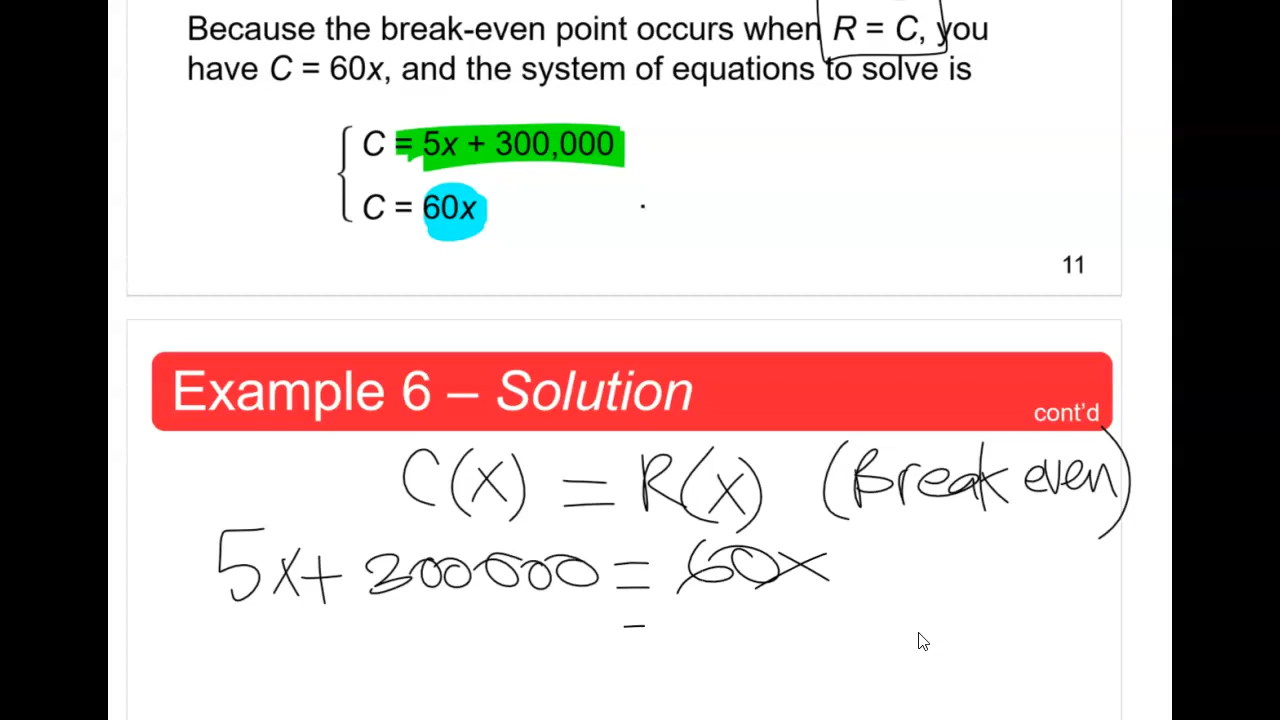 Because the break-even point occurs when R = C, you
have C = 60x, and the system of equations to solve is
C = 5x + 300,000
C = 60x
11
Example 6 – Solution
cont'd
C(x) = R(x) (Break even)
5x+ 300000 = 60x
=